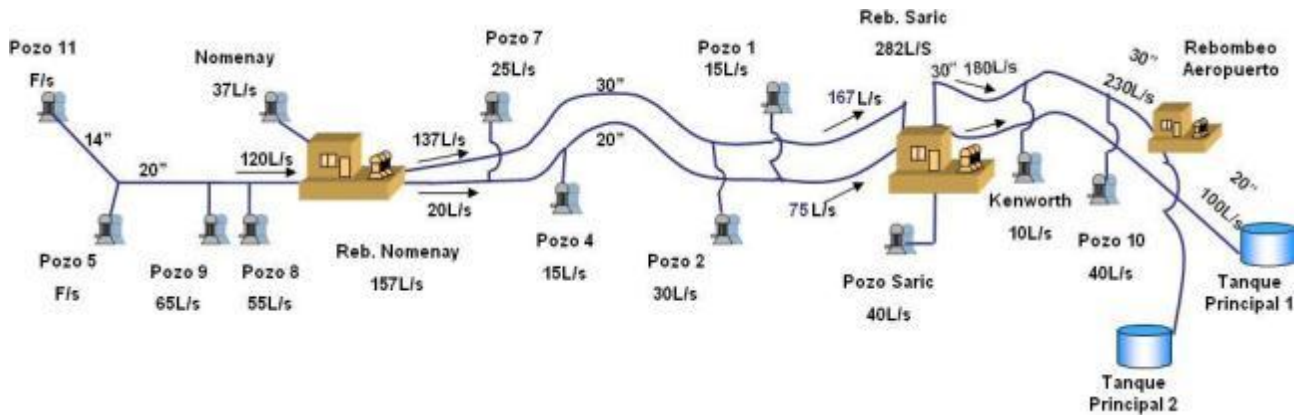 Pozo 11
F/s
14"
Pozo 5
F/s
20"
Pozo 9
65L/s
Pozo 8
55L/s
120L/s
Nomenay
37L/s
Reb. Nomenay
157L/s
137L/s
20L/s
Pozo 7
25L/s
30"
20"
Pozo 4
15L/s
Pozo 2
30L/s
Pozo 1
15L/s
167L/s
75L/s
Reb. Saric
282L/S
Pozo Saric
40L/s
30" 180L/s
Kenworth
10L/s
Pozo 10
40L/s
30"
230L/s
Rebombeo
Aeropuerto
20"
100L/s
Tanque
Principal 1
Tanque
Principal 2